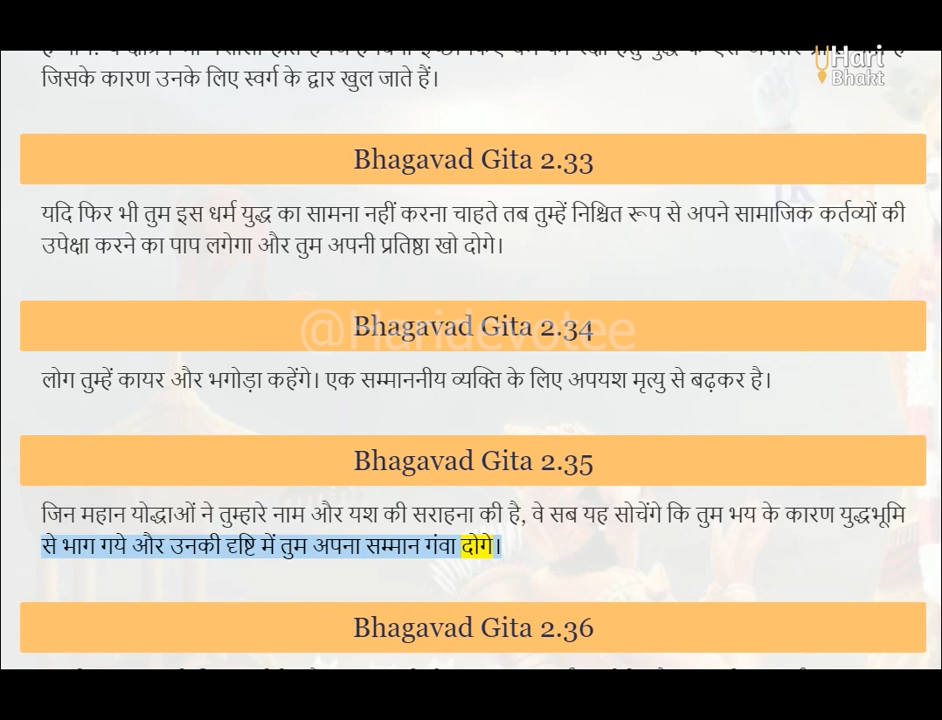 Hari
Bhakt
जिसके कारण उनके लिए स्वर्ग के द्वार खुल जाते हैं।
Bhagavad Gita 2.33
यदि फिर भी तुम इस धर्म युद्ध का सामना नहीं करना चाहते तब तुम्हें निश्चित रूप से अपने सामाजिक कर्तव्यों की
उपेक्षा करने का पाप लगेगा और तुम अपनी प्रतिष्ठा खो दोगे।
Bhagavad Gita 2.34
@Haridevotee
लोग तुम्हें कायर और भगोड़ा कहेंगे। एक सम्माननीय व्यक्ति के लिए अपयश मृत्यु से बढ़कर है।
Bhagavad Gita 2.35
जिन महान योद्धाओं ने तुम्हारे नाम और यश की सराहना की है, वे सब यह सोचेंगे कि तुम भय के कारण युद्धभूमि
से भाग गये और उनकी दृष्टि में तुम अपना सम्मान गंवा दोगे।
Bhagavad Gita 2.36